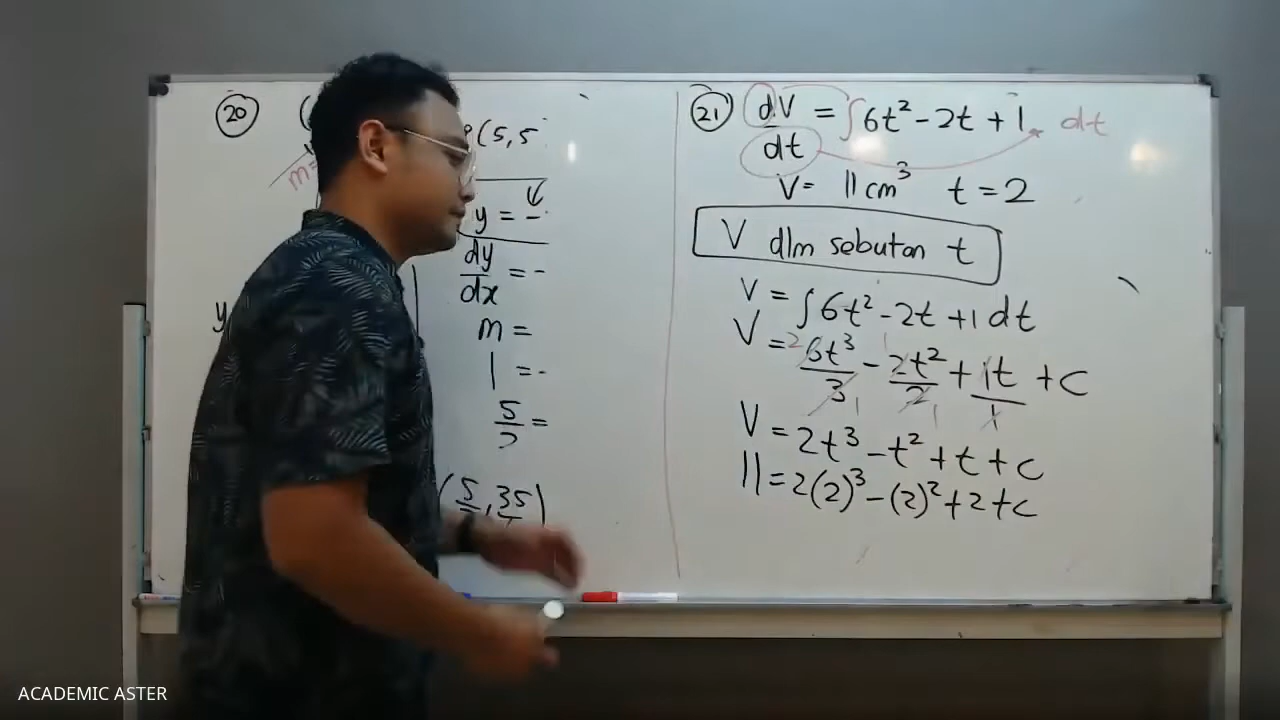 20
P(5,5
m=
y = -
dy/dx = -
y
m =
1 = -
5/2 =
(5/2, 35/
21) dV/dt = ∫6t² - 2t + 1 dt
V = 11 cm³ t = 2
V dlm sebutan t
V = ∫6t² - 2t + 1 dt
V = 6t³/3 - 2t²/2 + 1t/1 + c
V = 2t³ - t² + t + c
11 = 2(2)³ - (2)² + 2 + c
ACADEMIC ASTER